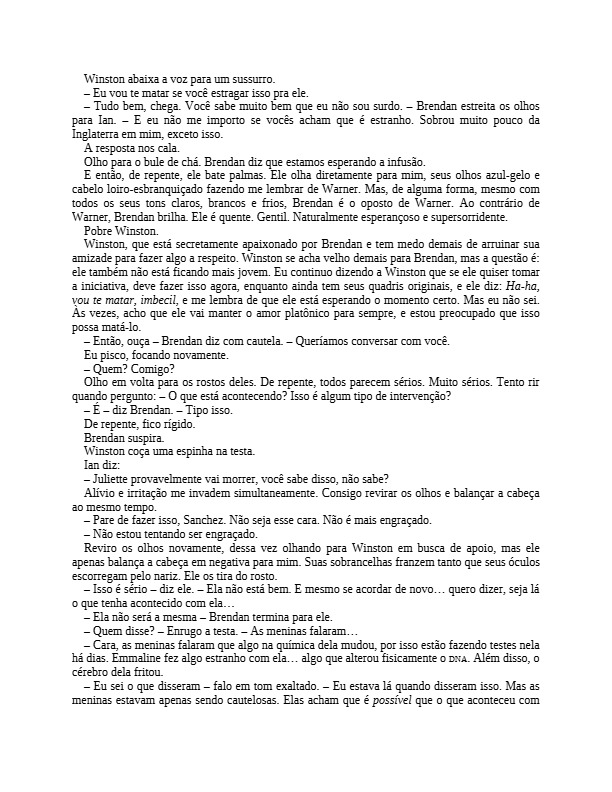 Winston abaixa a voz para um sussurro.
– Eu vou te matar se você estragar isso pra ele.
– Tudo bem, chega. Você sabe muito bem que eu não sou surdo. – Brendan estreita os olhos
para Ian. – E eu não me importo se vocês acham que é estranho. Sobrou muito pouco da
Inglaterra em mim, exceto isso.
A resposta nos cala.
Olho para o bule de chá. Brendan diz que estamos esperando a infusão.
E então, de repente, ele bate palmas. Ele olha diretamente para mim, seus olhos azul-gelo e
cabelo loiro-esbranquiçado fazendo me lembrar de Warner. Mas, de alguma forma, mesmo com
todos os seus tons claros, brancos e frios, Brendan é o oposto de Warner. Ao contrário de
Warner, Brendan brilha. Ele é quente. Gentil. Naturalmente esperançoso e supersorridente.
Pobre Winston.
Winston, que está secretamente apaixonado por Brendan e tem medo demais de arruinar sua
amizade para fazer algo a respeito. Winston se acha velho demais para Brendan, mas a questão é:
ele também não está ficando mais jovem. Eu continuo dizendo a Winston que se ele quiser tomar
a iniciativa, deve fazer isso agora, enquanto ainda tem seus quadris originais, e ele diz: Ha-ha,
vou te matar, imbecil, e me lembra de que ele está esperando o momento certo. Mas eu não sei.
Às vezes, acho que ele vai manter o amor platônico para sempre, e estou preocupado que isso
possa matá-lo.
– Então, ouça – Brendan diz com cautela. – Queríamos conversar com você.
Eu pisco, focando novamente.
– Quem? Comigo?
Olho em volta para os rostos deles. De repente, todos parecem sérios. Muito sérios. Tento rir
quando pergunto: – O que está acontecendo? Isso é algum tipo de intervenção?
– É – diz Brendan. – Tipo isso.
De repente, fico rígido.
Brendan suspira.
Winston coça uma espinha na testa.
Ian diz:
– Juliette provavelmente vai morrer, você sabe disso, não sabe?
Alívio e irritação me invadem simultaneamente. Consigo revirar os olhos e balançar a cabeça
ao mesmo tempo.
– Pare de fazer isso, Sanchez. Não seja esse cara. Não é mais engraçado.
– Não estou tentando ser engraçado.
Reviro os olhos novamente, dessa vez olhando para Winston em busca de apoio, mas ele
apenas balança a cabeça em negativa para mim. Suas sobrancelhas franzem tanto que seus óculos
escorregam pelo nariz. Ele os tira do rosto.
– Isso é sério – diz ele. – Ela não está bem. E mesmo se acordar de novo… quero dizer, seja lá
o que tenha acontecido com ela…
– Ela não será a mesma – Brendan termina para ele.
– Quem disse? – Enrugo a testa. – As meninas falaram…
– Cara, as meninas falaram que algo na química dela mudou, por isso estão fazendo testes nela
há dias. Emmaline fez algo estranho com ela… algo que alterou fisicamente o DNA. Além disso, o
cérebro dela fritou.
– Eu sei o que disseram – falo em tom exaltado. – Eu estava lá quando disseram isso. Mas as
meninas estavam apenas sendo cautelosas. Elas acham que é possível que o que aconteceu com